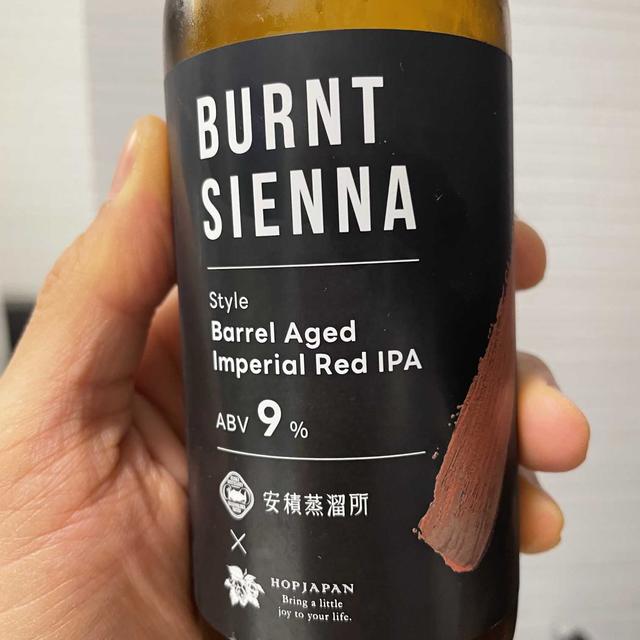 BURNT
SIENNA
Style
Barrel Aged
Imperial Red IPA
ABV 9 %
安積蒸溜所
×
HOPJAPAN
Bring a little
joy to your life.